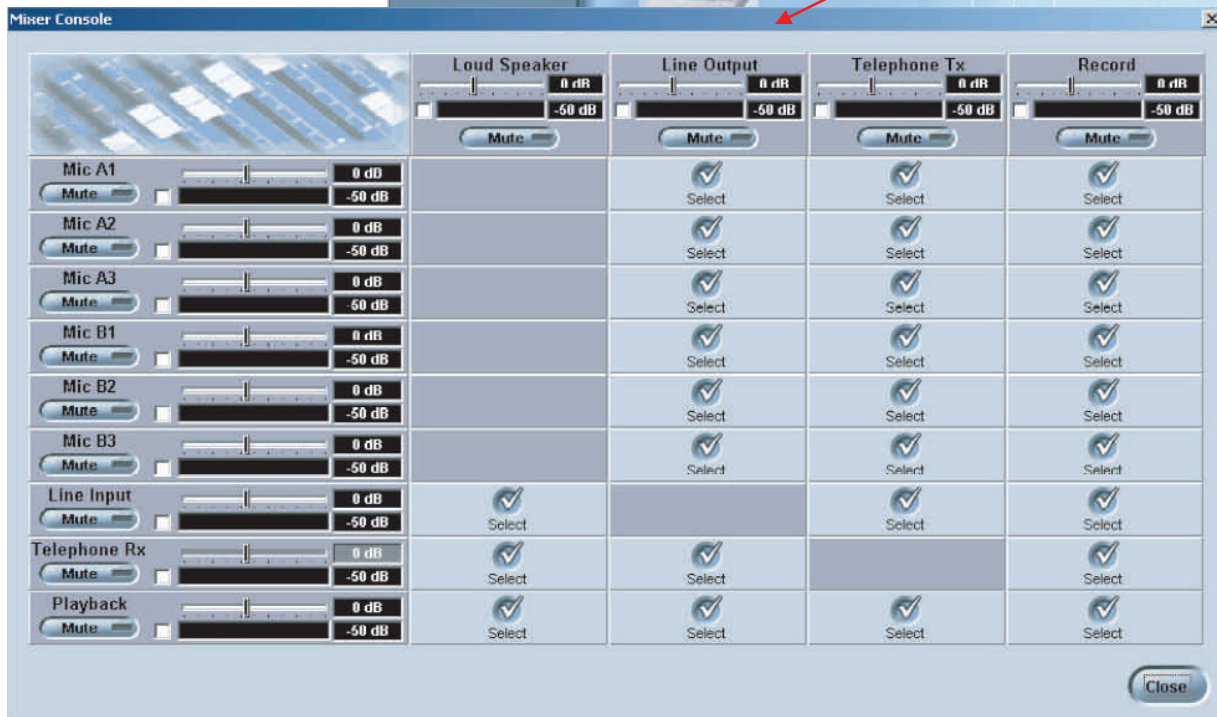 Mixer Console
Loud Speaker Line Output Telephone Tx Record
0 dB 0 dB 0 dB 0 dB
-50 dB -50 dB -50 dB -50 dB
Mute Mute Mute Mute
Mic A1 0 dB
Mute -50 dB Select Select Select
Mic A2 0 dB
Mute -50 dB Select Select Select
Mic A3 0 dB
Mute -50 dB Select Select Select
Mic B1 0 dB
Mute -50 dB Select Select Select
Mic B2 0 dB
Mute -50 dB Select Select Select
Mic B3 0 dB
Mute -50 dB Select Select Select
Line Input 0 dB
Mute -50 dB Select Select Select
Telephone Rx 0 dB
Mute -50 dB Select Select Select
Playback 0 dB
Mute -50 dB Select Select Select Select
Close